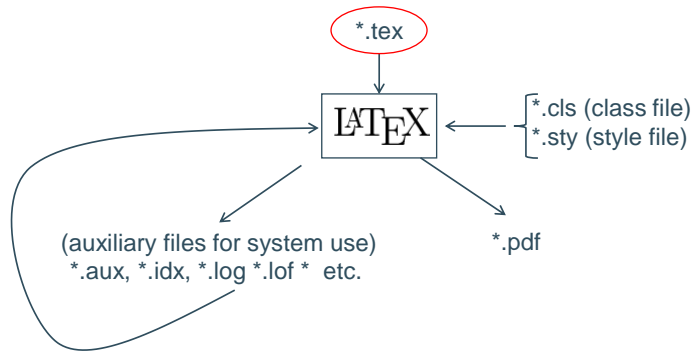 *.tex
LATEX
*.cls (class file)
*.sty (style file)
(auxiliary files for system use)
*.aux, *.idx, *.log *.lof * etc.
*.pdf